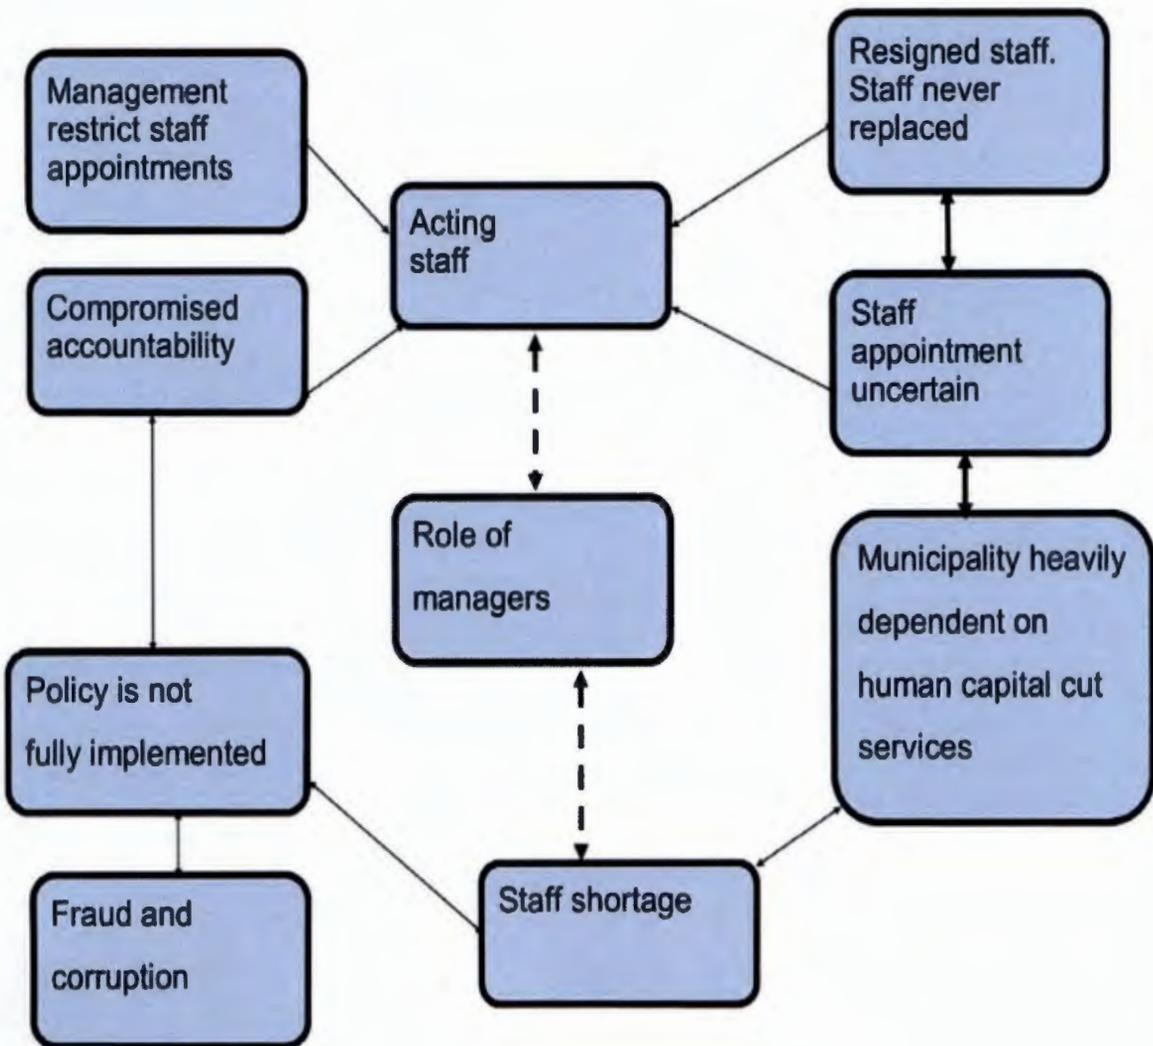 Management
restrict staff
appointments
Resigned staff.
Staff never
replaced
Acting
staff
Compromised
accountability
Staff
appointment
uncertain
Role of
managers
Municipality heavily
dependent on
human capital cut
services
Policy is not
fully implemented
Staff shortage
Fraud and
corruption